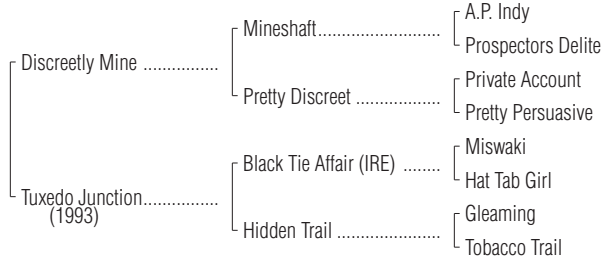 A.P. Indy
Mineshaft..............................
Prospectors Delite
Discreetly Mine ................
Private Account
Pretty Discreet .....................
Pretty Persuasive
Miswaki
Black Tie Affair (IRE) .........
Hat Tab Girl
Tuxedo Junction................
(1993)
Gleaming
Hidden Trail .........................
Tobacco Trail